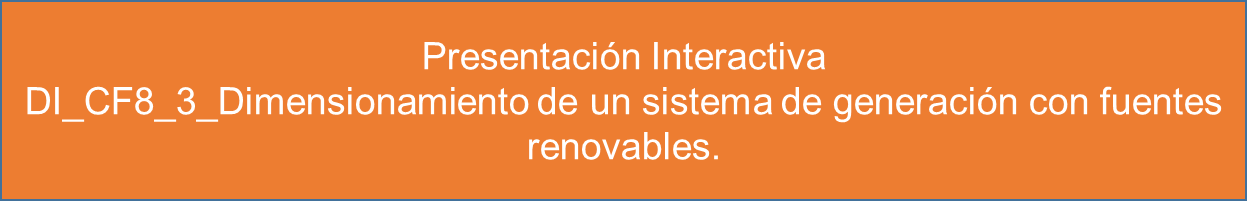 Presentación Interactiva
DI_CF8_3_Dimensionamiento de un sistema de generación con fuentes
renovables.